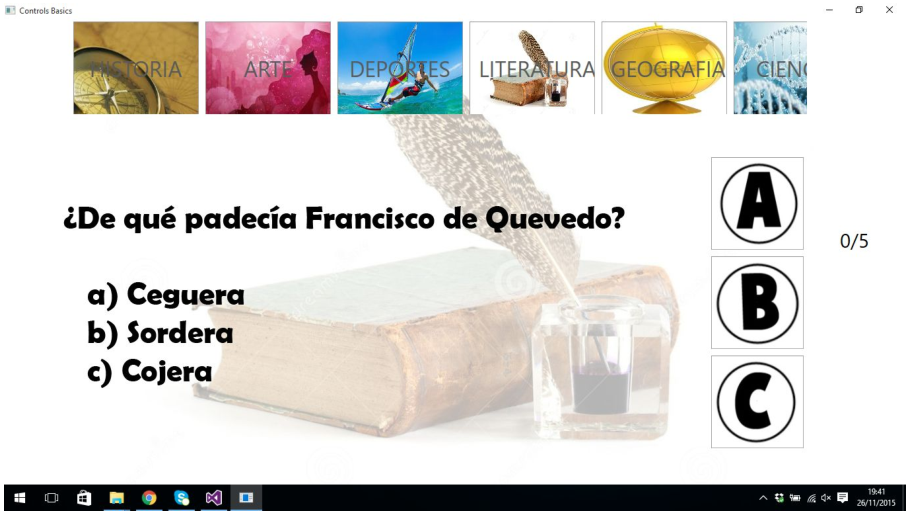 Controls Basics
HISTORIA
ARTE
DEPORTES
LITERATURA
GEOGRAFIA
CIENC
¿De qué padecía Francisco de Quevedo?
a) Ceguera
b) Sordera
c) Cojera
A
B
C
0/5
19:41
26/11/2015